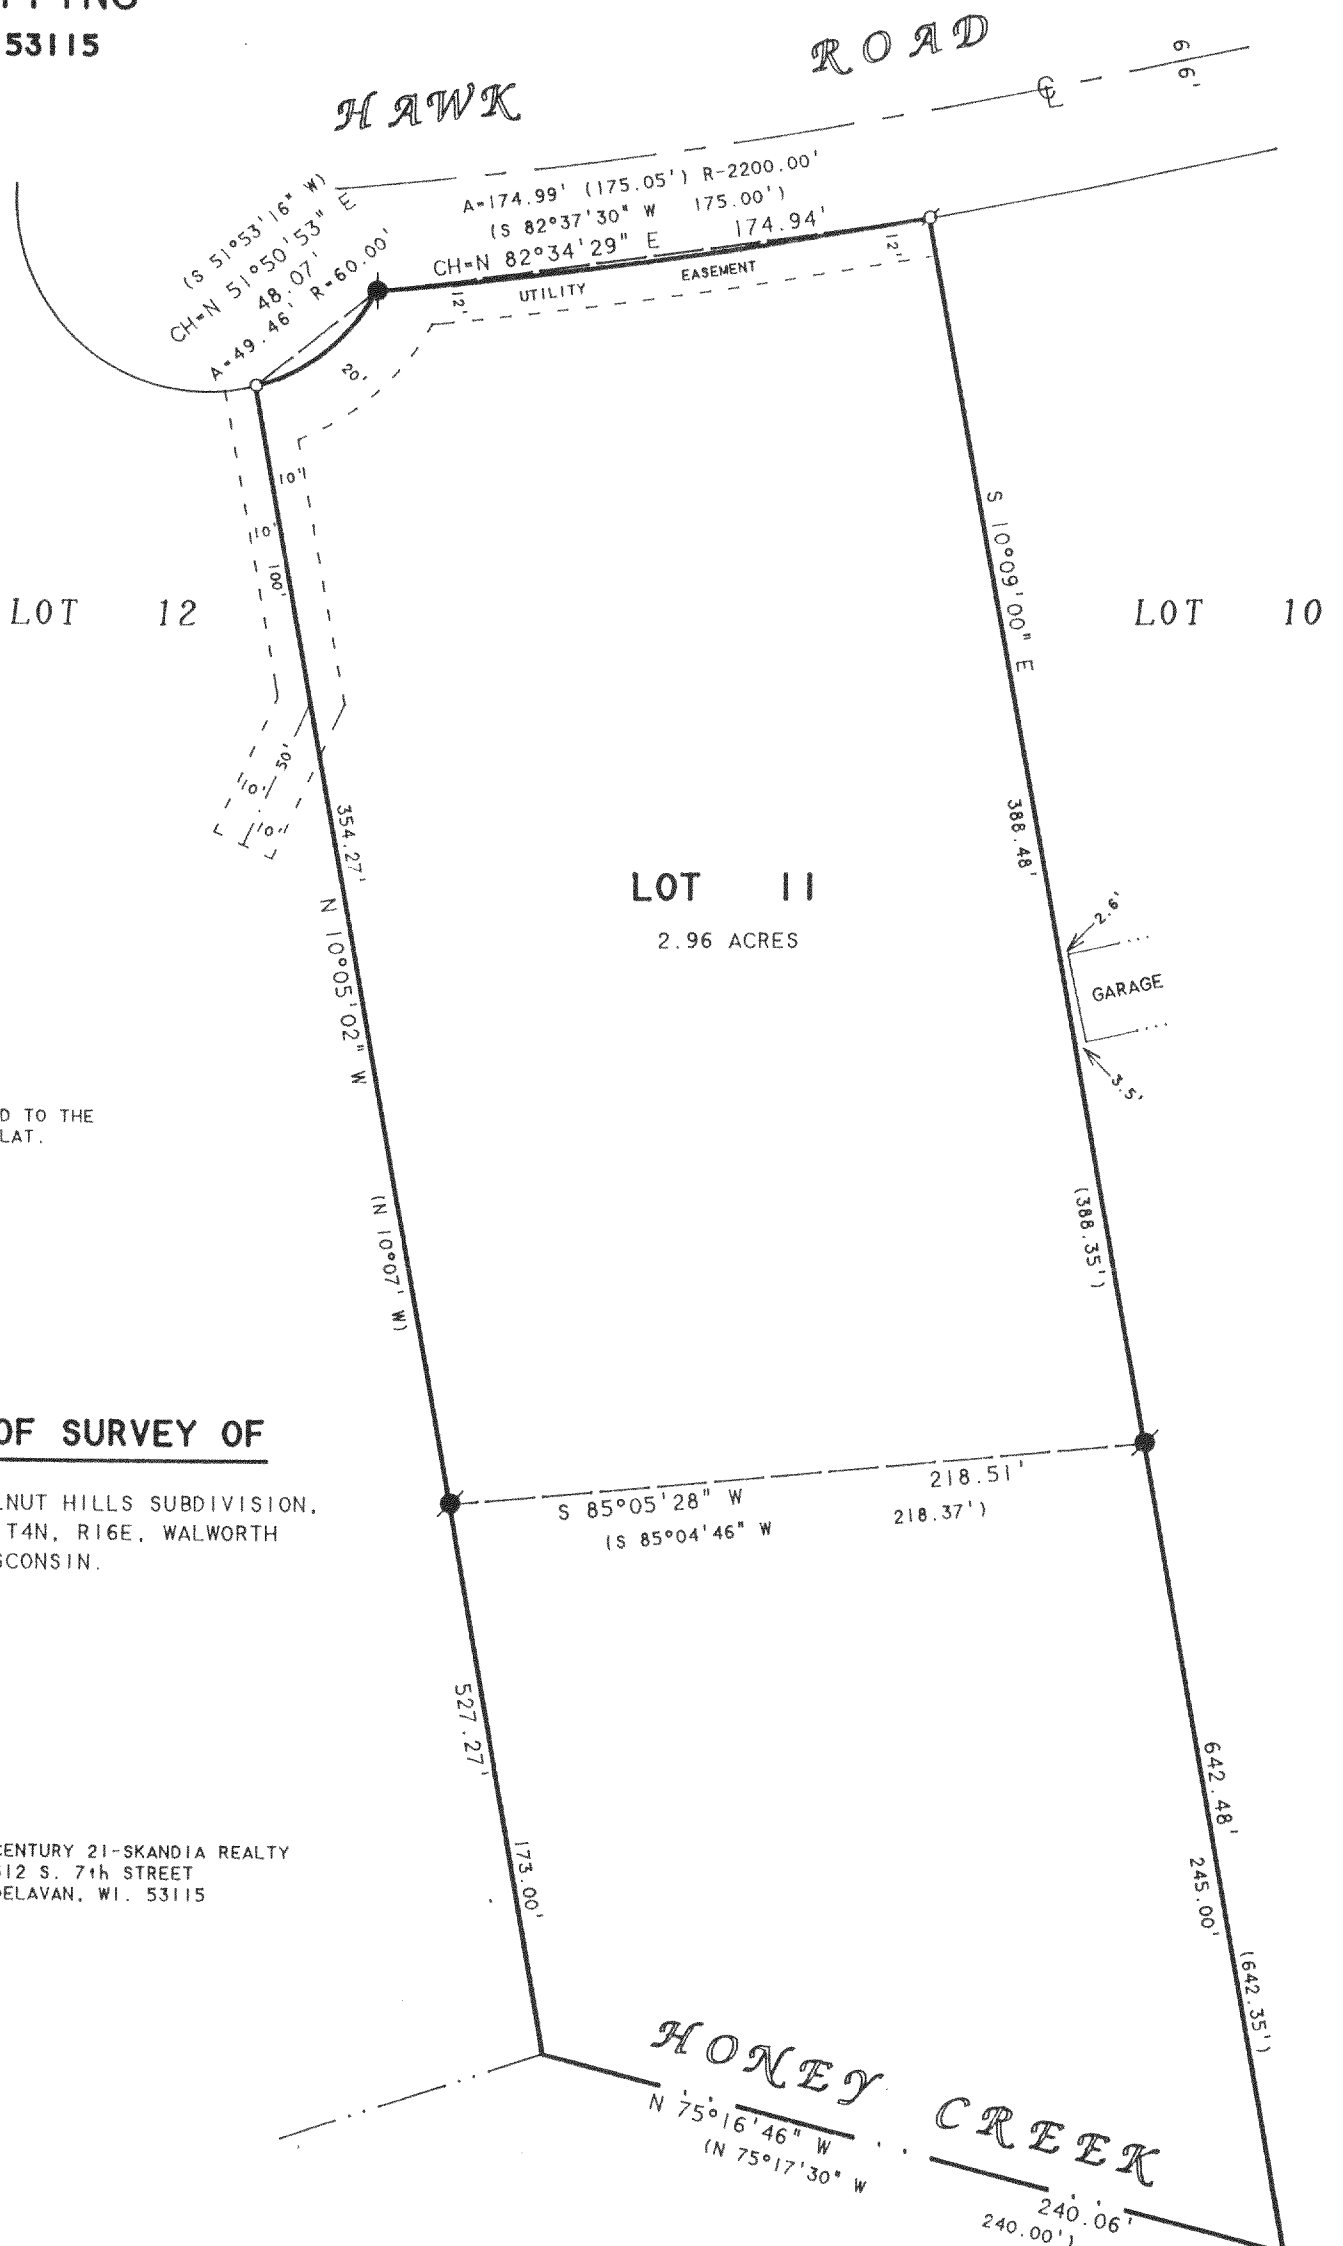 53115
HAWK ROAD
66'
℄
(S 51°53'16" W)
CH=N 51°50'53" E
48.07'
A=49.46' R=60.00'
A=174.99' (175.05') R-2200.00'
(S 82°37'30" W 175.00')
CH=N 82°34'29" E 174.94'
12'
UTILITY EASEMENT
12'
20'
10'
10'
100'
LOT 12
S 10°09'00" E
LOT 10
50'
10'
10'
354.27'
388.48'
LOT 11
2.96 ACRES
N 10°05'02" W
2.6'
GARAGE
3.5'
D TO THE
LAT.
(N 10°07' W)
(388.35')
OF SURVEY OF
S 85°05'28" W 218.51'
(S 85°04'46" W 218.37')
LNUT HILLS SUBDIVISION,
T4N, R16E, WALWORTH
SCONSIN.
527.27'
173.00'
642.48'
245.00'
(642.35')
CENTURY 21-SKANDIA REALTY
512 S. 7th STREET
DELAVAN, WI. 53115
HONEY CREEK
N 75°16'46" W 240.06'
(N 75°17'30" W 240.00')